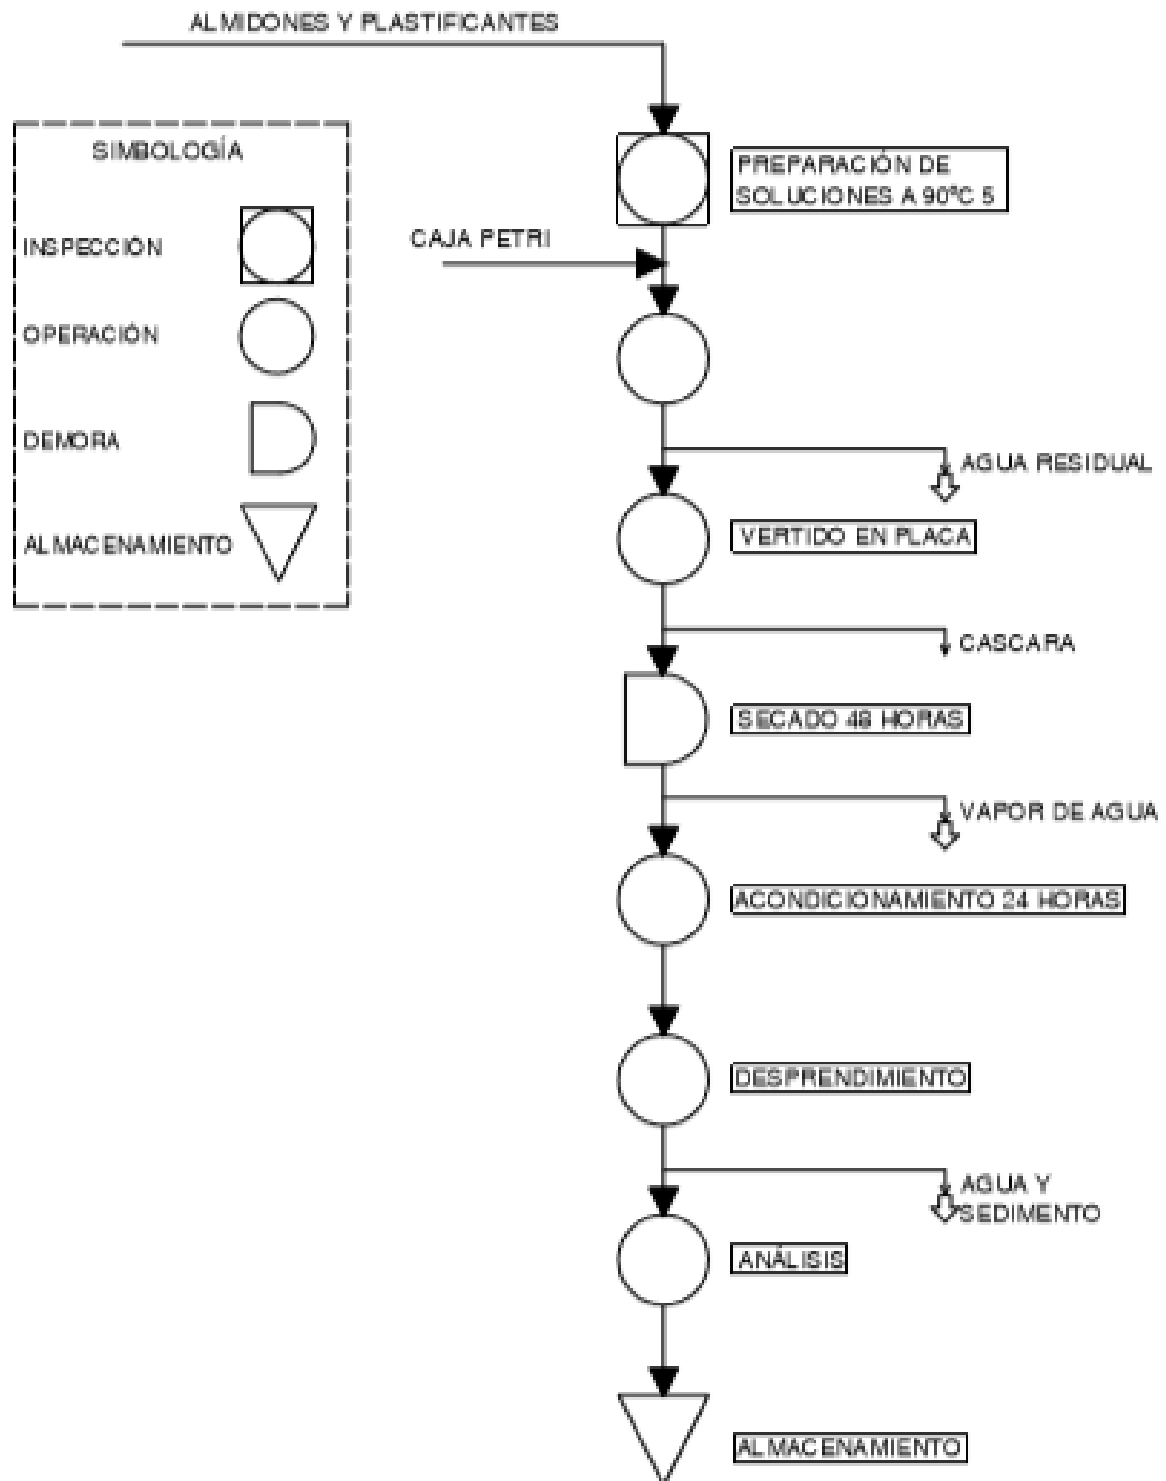 ALMIDONES Y PLASTIFICANTES
SIMBOLOGÍA
INSPECCIÓN
OPERACIÓN
DEMORA
ALMACENAMIENTO
PREPARACIÓN DE
SOLUCIONES A 90ºC 5
CAJA PETRI
AGUA RESIDUAL
VERTIDO EN PLACA
CASCARA
SECADO 48 HORAS
VAPOR DE AGUA
ACONDICIONAMIENTO 24 HORAS
DESPRENDIMIENTO
AGUA Y
SEDIMENTO
ANÁLISIS
ALMACENAMIENTO